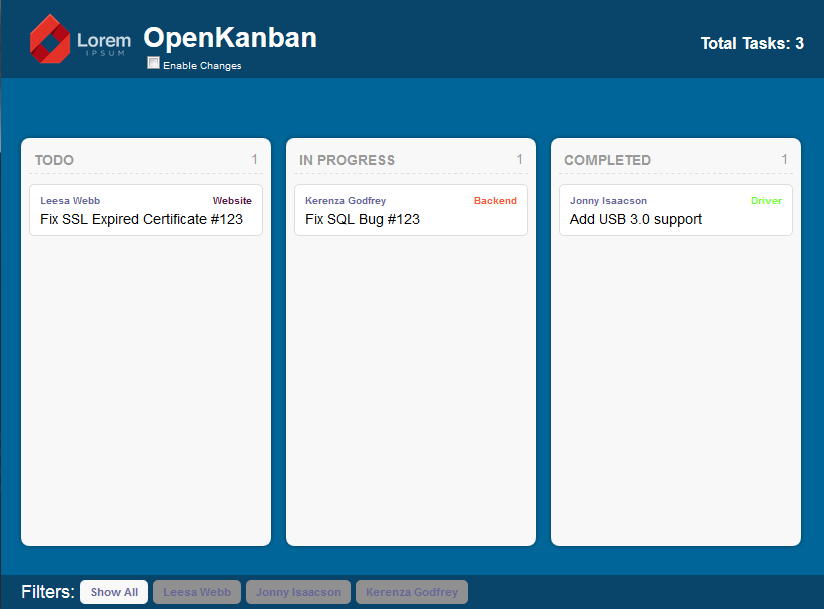 Lorem
IPSUM
OpenKanban
Enable Changes
Total Tasks: 3
TODO 1
Leesa Webb Website
Fix SSL Expired Certificate #123
IN PROGRESS 1
Kerenza Godfrey Backend
Fix SQL Bug #123
COMPLETED 1
Jonny Isaacson Driver
Add USB 3.0 support
Filters: Show All Leesa Webb Jonny Isaacson Kerenza Godfrey